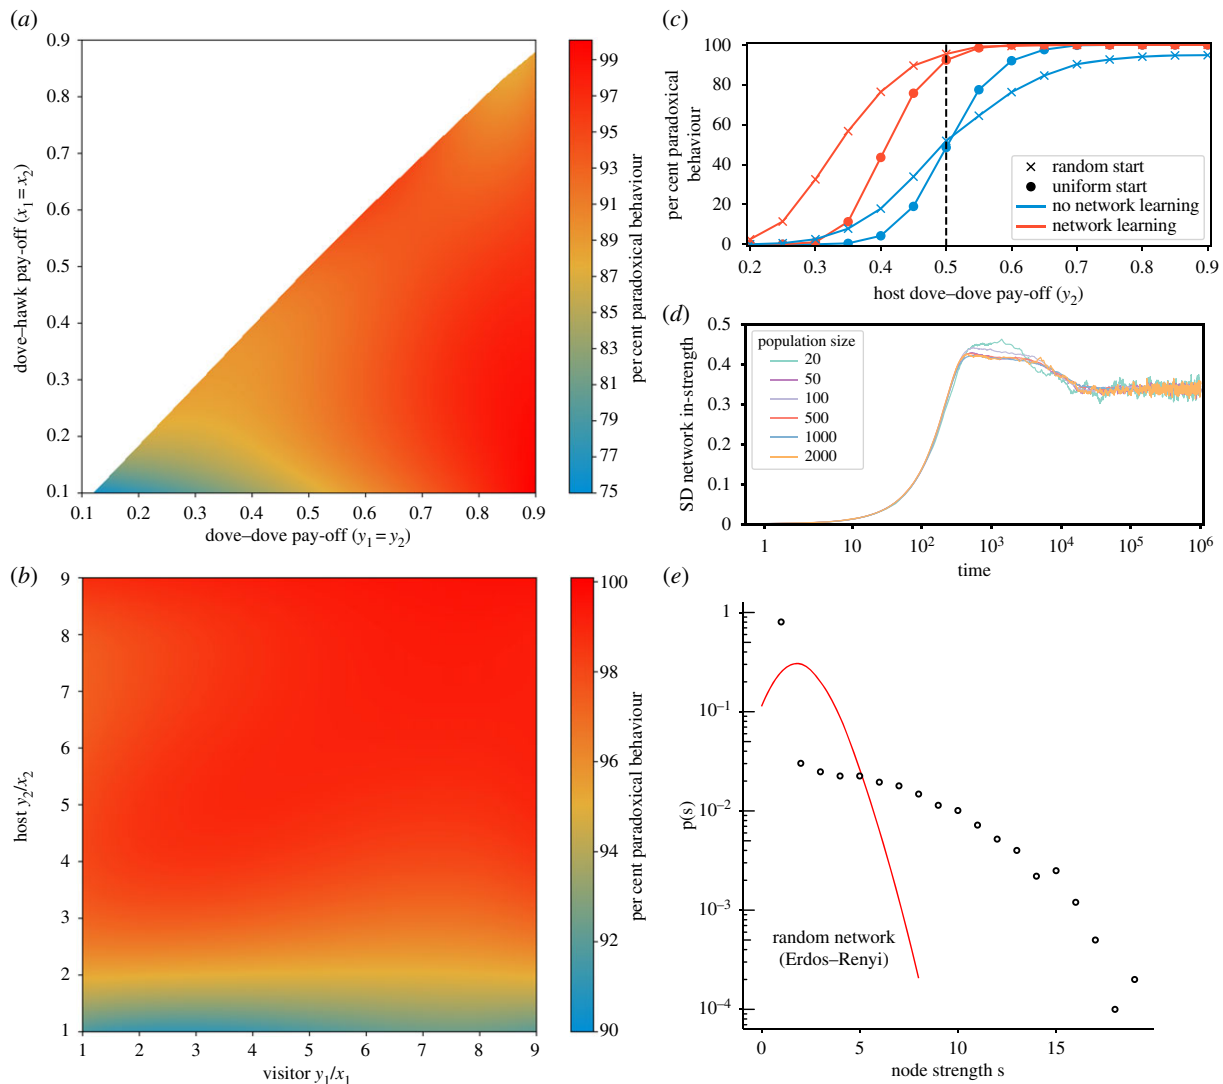 (a)
0.9
0.8
0.7
0.6
0.5
0.4
0.3
0.2
0.1
dove–hawk pay-off (x1 = x2)
0.1 0.2 0.3 0.4 0.5 0.6 0.7 0.8 0.9
dove–dove pay-off (y1 = y2)
99
97
95
93
91
89
87
85
83
81
79
77
75
per cent paradoxical behaviour
(b)
9
8
7
6
5
4
3
2
1
host y2/x2
1 2 3 4 5 6 7 8 9
visitor y1/x1
100
98
96
94
92
90
per cent paradoxical behaviour
(c)
100
80
60
40
20
0
per cent paradoxical
behaviour
random start
uniform start
no network learning
network learning
0.2 0.3 0.4 0.5 0.6 0.7 0.8 0.9
host dove–dove pay-off (y2)
(d)
0.5
0.4
0.3
0.2
0.1
0
SD network in-strength
population size
20
50
100
500
1000
2000
1 10 10² 10³ 10⁴ 10⁵ 10⁶
time
(e)
1
10⁻¹
10⁻²
10⁻³
10⁻⁴
p(s)
random network
(Erdos–Renyi)
0 5 10 15
node strength s